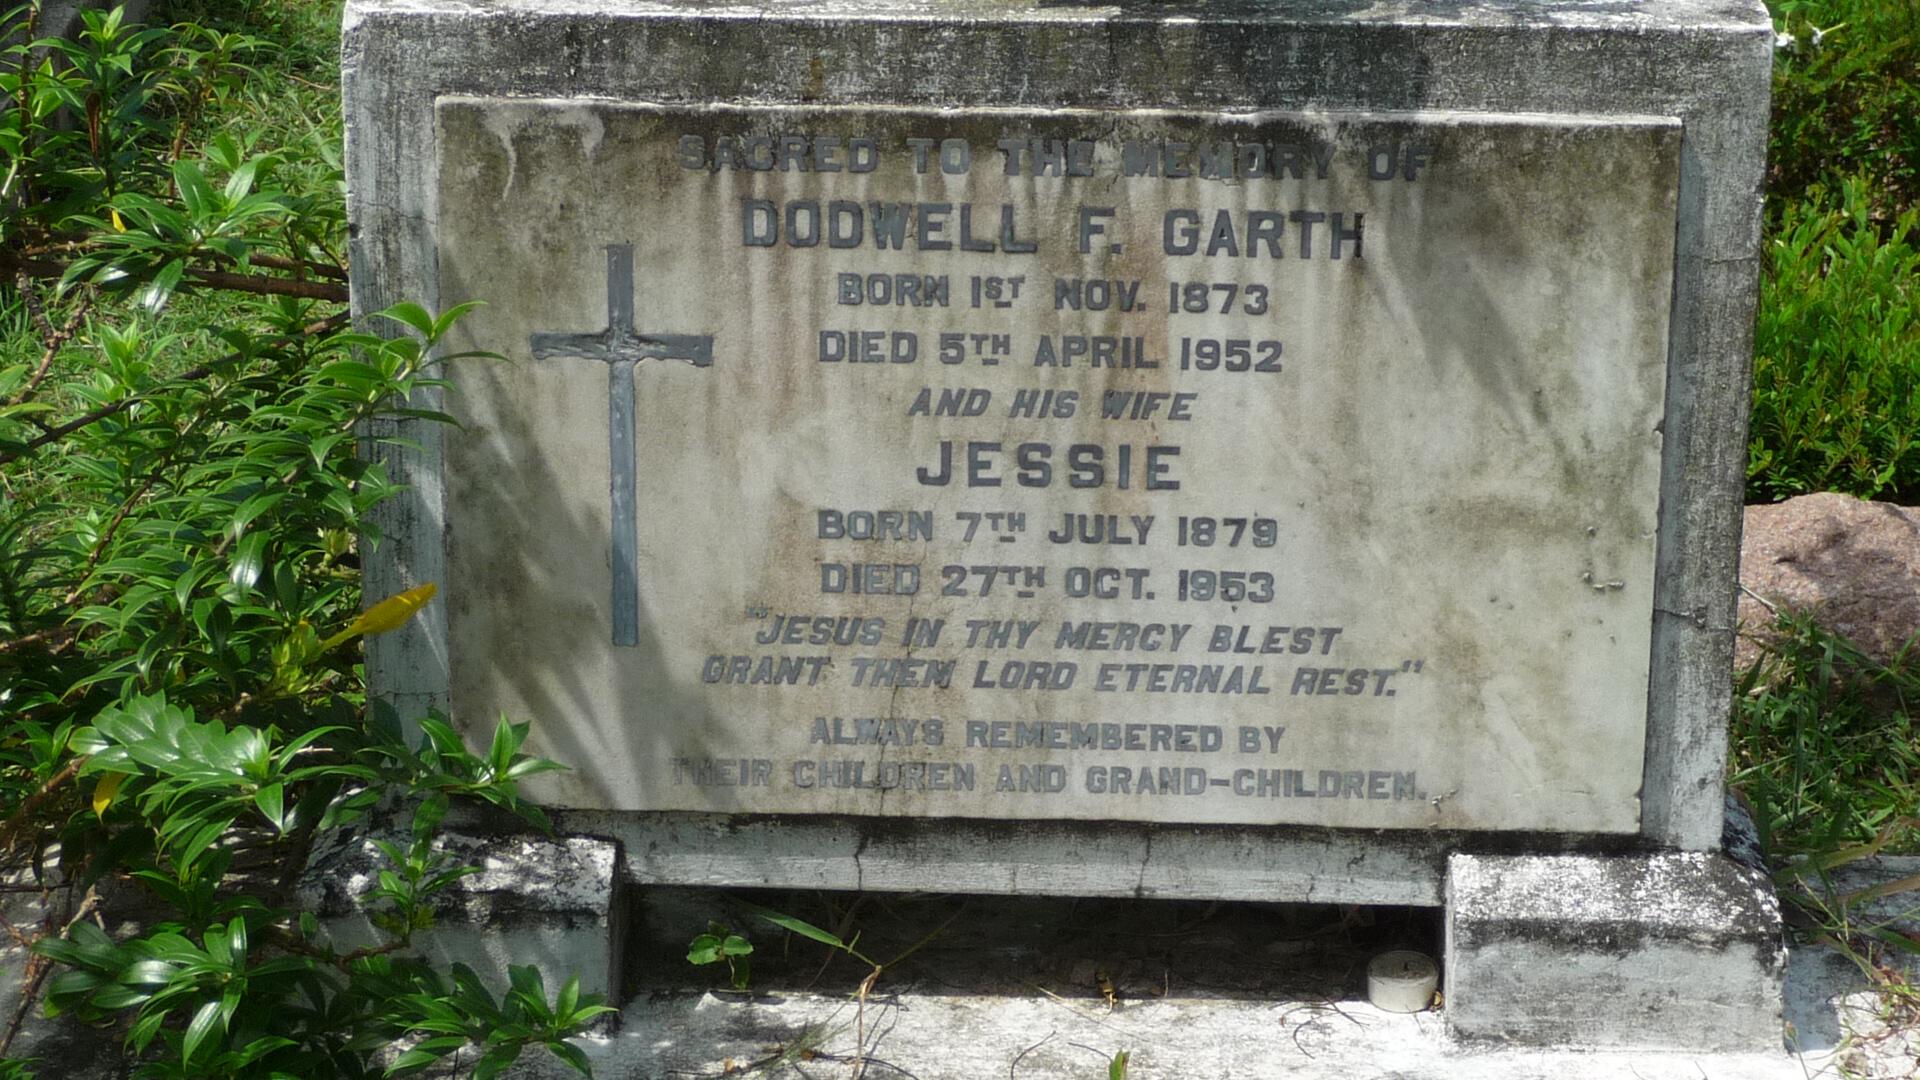 SACRED TO THE MEMORY OF
DODWELL F. GARTH
BORN 1ST NOV. 1873
DIED 5TH APRIL 1952
AND HIS WIFE
JESSIE
BORN 7TH JULY 1879
DIED 27TH OCT. 1953
"JESUS IN THY MERCY BLEST
GRANT THEM LORD ETERNAL REST."
ALWAYS REMEMBERED BY
THEIR CHILDREN AND GRAND-CHILDREN.